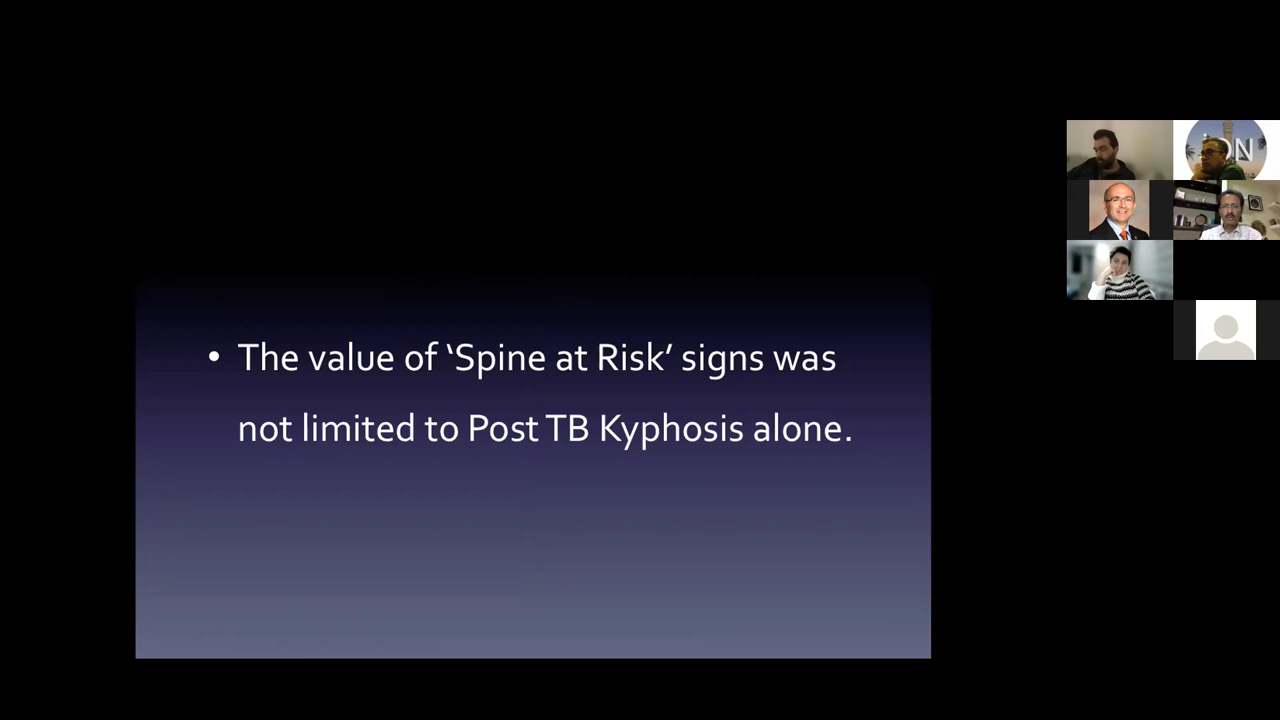 • The value of ‘Spine at Risk’ signs was
not limited to Post TB Kyphosis alone.